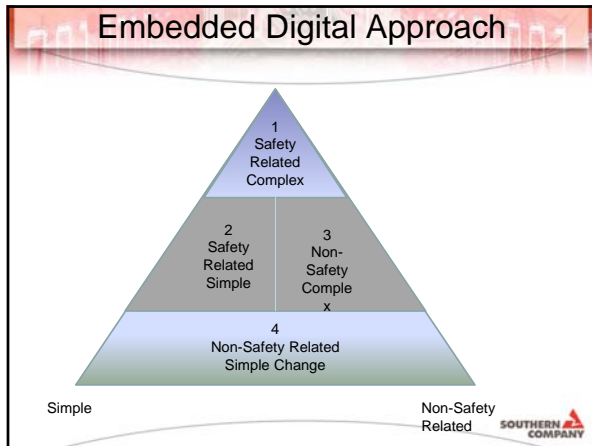 Embedded Digital Approach
1
Safety
Related
Complex
2
Safety
Related
Simple
3
Non-
Safety
Comple
x
4
Non-Safety Related
Simple Change
Simple
Non-Safety
Related
SOUTHERN
COMPANY